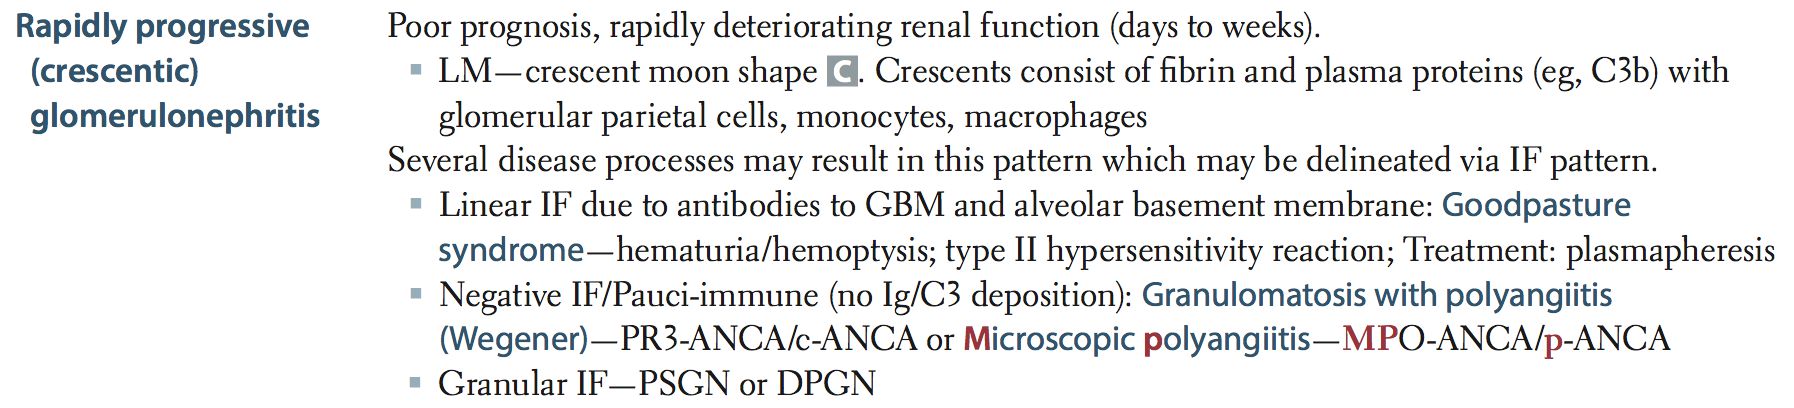 Rapidly progressive
(crescentic)
glomerulonephritis
Poor prognosis, rapidly deteriorating renal function (days to weeks).
▪ LM—crescent moon shape C. Crescents consist of fibrin and plasma proteins (eg, C3b) with
glomerular parietal cells, monocytes, macrophages
Several disease processes may result in this pattern which may be delineated via IF pattern.
▪ Linear IF due to antibodies to GBM and alveolar basement membrane: Goodpasture
syndrome—hematuria/hemoptysis; type II hypersensitivity reaction; Treatment: plasmapheresis
▪ Negative IF/Pauci-immune (no Ig/C3 deposition): Granulomatosis with polyangiitis
(Wegener)—PR3-ANCA/c-ANCA or Microscopic polyangiitis—MPO-ANCA/p-ANCA
▪ Granular IF—PSGN or DPGN